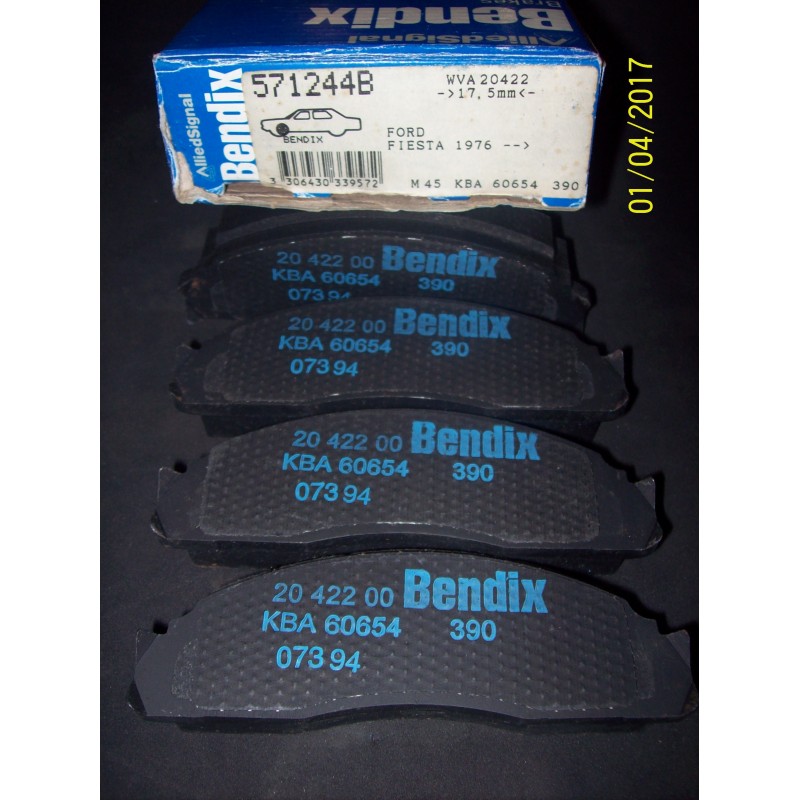 AlliedSignal
Bendix
Brakes
AlliedSignal
Bendix
571244B
WVA 20422
->17,5mm<-
BENDIX
FORD
FIESTA 1976 -->
3 306430 339572
M 45 KBA 60654 390
01/04/2017
20 422 00 Bendix
KBA 60654 390
073 94
20 422 00 Bendix
KBA 60654 390
073 94
20 422 00 Bendix
KBA 60654 390
073 94
20 422 00 Bendix
KBA 60654 390
073 94